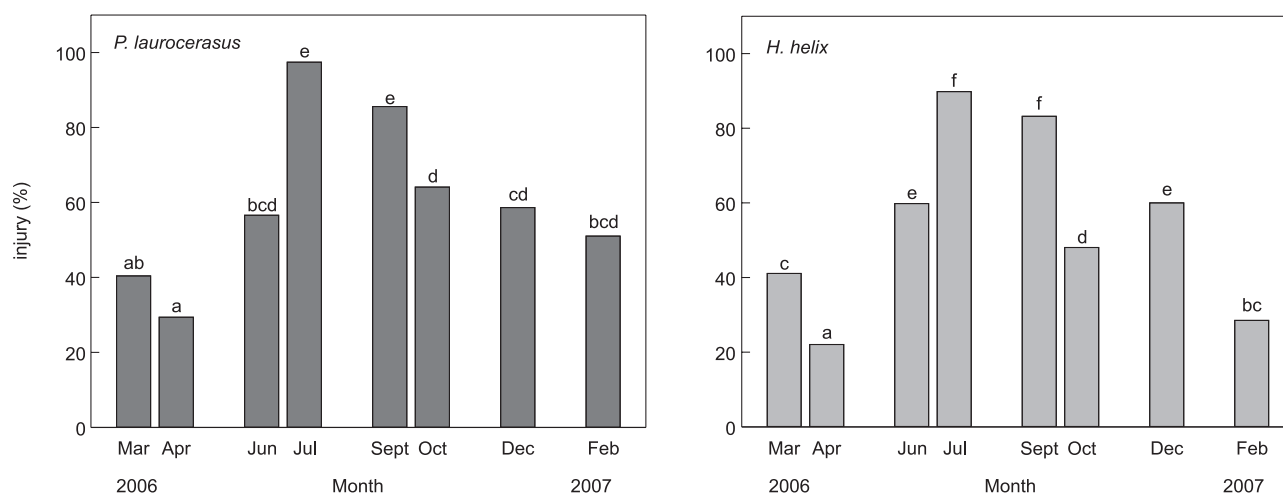 P. laurocerasus
injury (%)
100
80
60
40
20
0
ab
a
bcd
e
e
d
cd
bcd
Mar Apr Jun Jul Sept Oct Dec Feb
2006 Month 2007
H. helix
100
80
60
40
20
0
c
a
e
f
f
d
e
bc
Mar Apr Jun Jul Sept Oct Dec Feb
2006 Month 2007